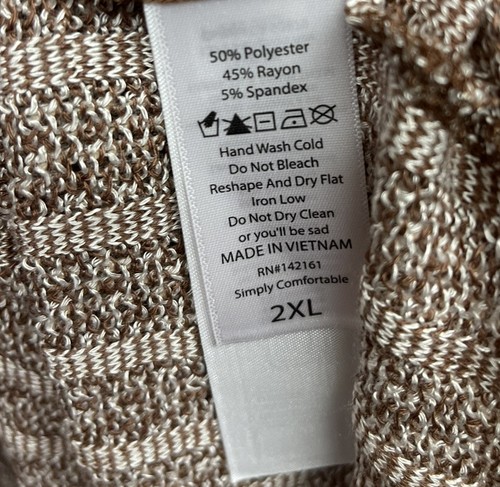 50% Polyester
45% Rayon
5% Spandex
Hand Wash Cold
Do Not Bleach
Reshape And Dry Flat
Iron Low
Do Not Dry Clean
or you'll be sad
MADE IN VIETNAM
RN#142161
Simply Comfortable
2XL